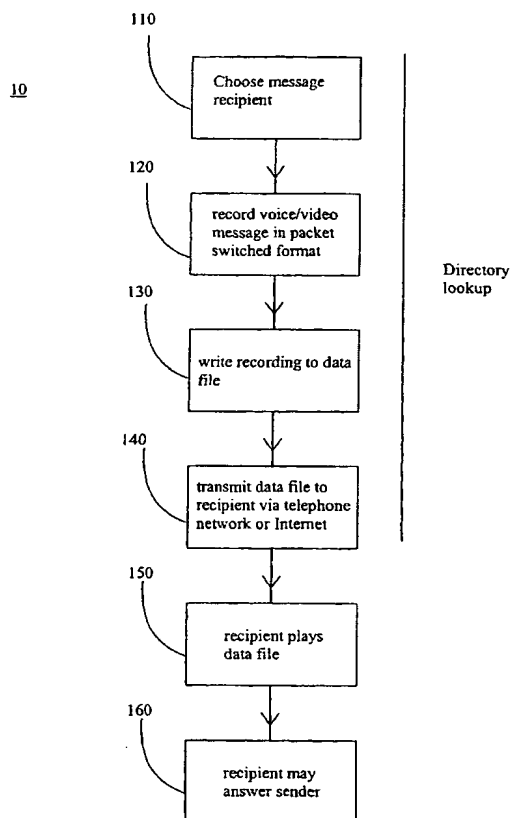 110
10
Choose message
recipient
120
record voice/video
message in packet
switched format
Directory
lookup
130
write recording to data
file
140
transmit data file to
recipient via telephone
network or Internet
150
recipient plays
data file
160
recipient may
answer sender